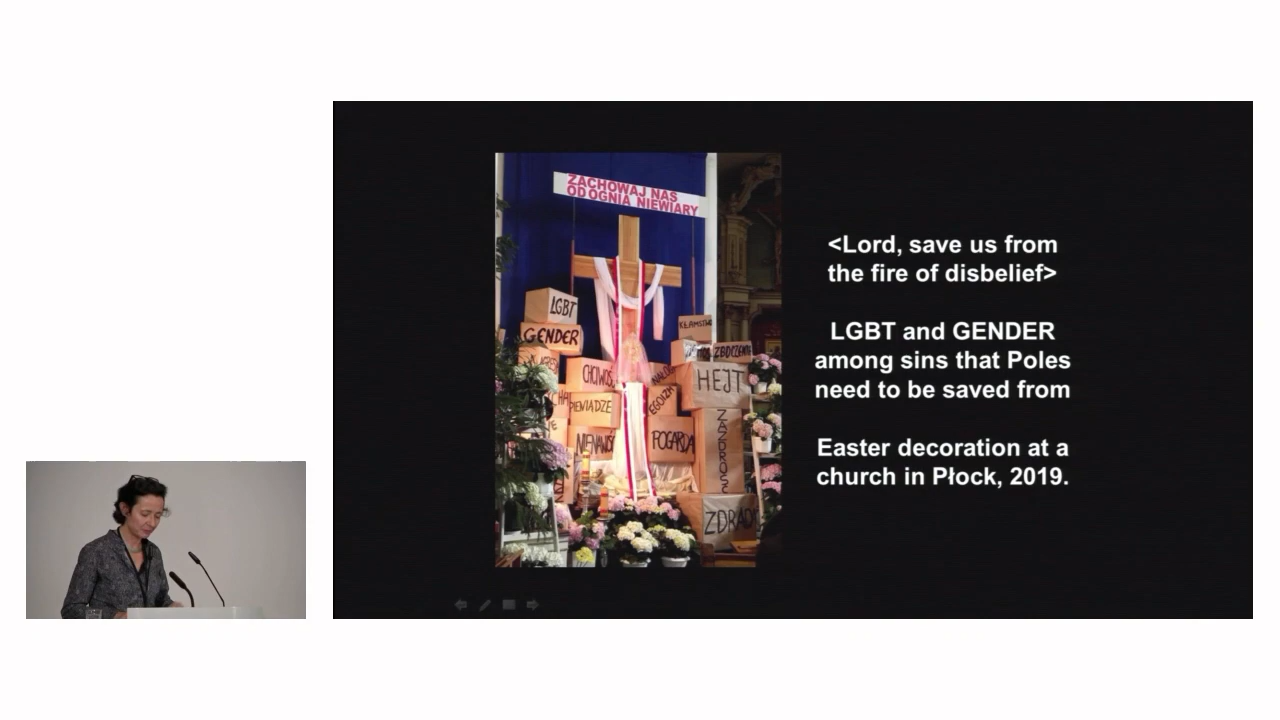 ZACHOWAJ NAS
OD OGNIA NIEWIARY
LGBT
GENDER
KŁAMSTWO
ZBOCZENIE
CHCIWOŚĆ
HEJT
EGOIZM
PIENIĄDZE
NIENAWIŚĆ
POGARDA
ZAZDROŚĆ
ZDRADA
<Lord, save us from
the fire of disbelief>
LGBT and GENDER
among sins that Poles
need to be saved from
Easter decoration at a
church in Płock, 2019.